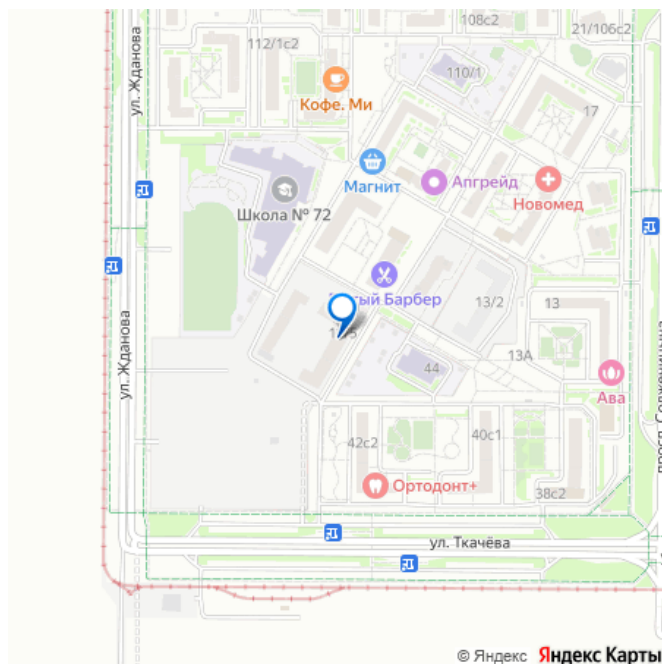 108с2
21/106с2
112/1с2
ул. Жданова
110/1
Кофе. Ми
17
Магнит
Апгрейд
Новомед
Школа № 72
13/2
13
13А
44
Ава
ул. Жданова
42с2
40с1
Ортодонт+
38с2
ул. Ткачёва
© Яндекс Яндекс Карты